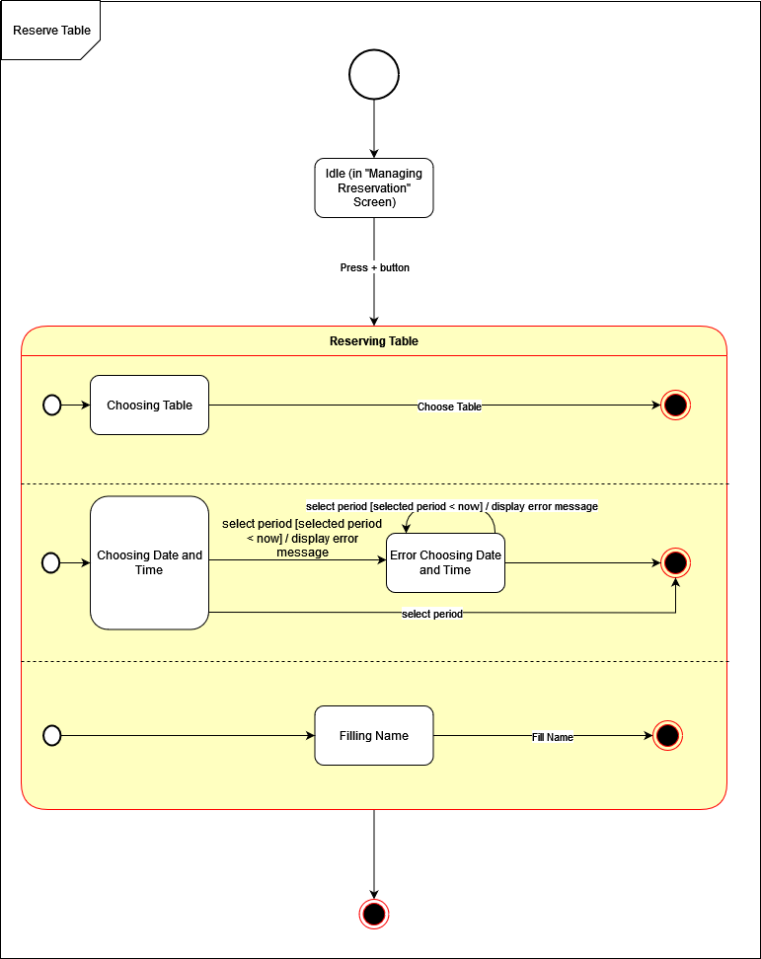 Reserve Table
Idle (in "Managing
Rreservation"
Screen)
Press + button
Reserving Table
Choosing Table
Choose Table
select period [selected period < now] / display error message
select period [selected period
< now] / display error
message
Choosing Date and
Time
Error Choosing Date
and Time
select period
Filling Name
Fill Name